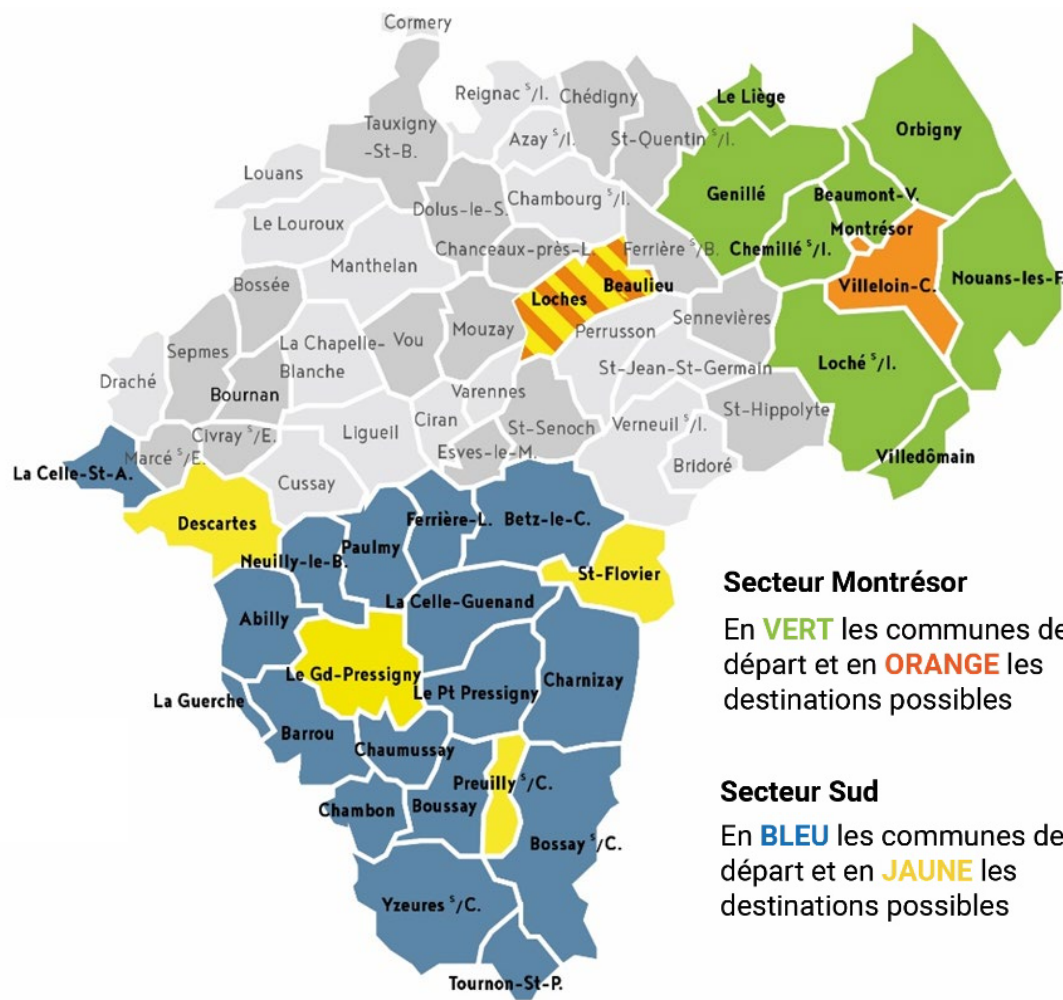 Cormery
Reignac s/l.
Chédigny
Le Liège
Tauxigny
-St-B.
Azay s/l.
St-Quentin s/l.
Orbigny
Louans
Chambourg s/l.
Genillé
Beaumont-V.
Dolus-le-S.
Le Louroux
Montrésor
Chanceaux-près-L.
Ferrière s/B.
Chemillé s/l.
Manthelan
Nouans-les-F.
Bossée
Loches
Beaulieu
Villeloin-C.
Sennevières
Mouzay
Perrusson
Vou
La Chapelle-
Blanche
Sepmes
Loché s/l.
St-Jean-St-Germain
Draché
Bournan
Varennes
St-Hippolyte
Ciran
Verneuil s/l.
Civray s/E.
Ligueil
St-Senoch
Esves-le-M.
Marcé s/E.
Villedômain
La Celle-St-A.
Bridoré
Cussay
Descartes
Ferrière-L.
Betz-le-C.
Paulmy
Neuilly-le-B.
St-Flovier
La Celle-Guenand
Abilly
Le Gd-Pressigny
Le Pt Pressigny
Charnizay
La Guerche
Barrou
Chaumussay
Preuilly s/C.
Chambon
Boussay
Bossay s/C.
Yzeures s/C.
Tournon-St-P.
Secteur Montrésor
En VERT les communes de
départ et en ORANGE les
destinations possibles
Secteur Sud
En BLEU les communes de
départ et en JAUNE les
destinations possibles